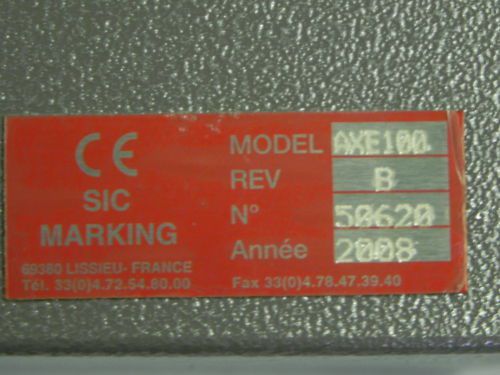 CE
SIC
MARKING
69380 LISSIEU- FRANCE
Tél. 33(0)4.72.54.80.00
MODEL AXE100
REV B
N° 50620
Année 2008
Fax 33(0)4.78.47.39.40